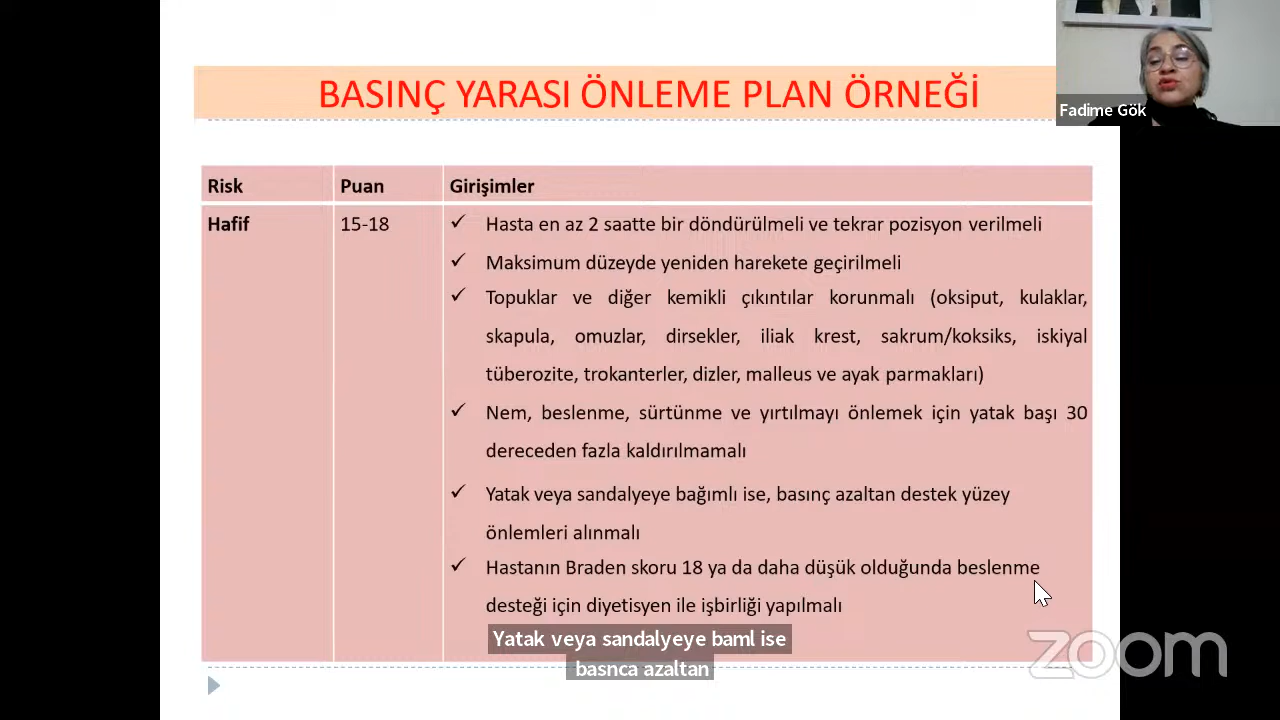 BASINÇ YARASI ÖNLEME PLAN ÖRNEĞİ
Fadime Gök
Risk Puan Girişimler
Hafif 15-18 ✓ Hasta en az 2 saatte bir döndürülmeli ve tekrar pozisyon verilmeli
✓ Maksimum düzeyde yeniden harekete geçirilmeli
✓ Topuklar ve diğer kemikli çıkıntılar korunmalı (oksiput, kulaklar,
skapula, omuzlar, dirsekler, iliak krest, sakrum/koksiks, iskiyal
tüberozite, trokanterler, dizler, malleus ve ayak parmakları)
✓ Nem, beslenme, sürtünme ve yırtılmayı önlemek için yatak başı 30
dereceden fazla kaldırılmamalı
✓ Yatak veya sandalyeye bağımlı ise, basınç azaltan destek yüzey
önlemleri alınmalı
✓ Hastanın Braden skoru 18 ya da daha düşük olduğunda beslenme
desteği için diyetisyen ile işbirliği yapılmalı
Yatak veya sandalyeye baml ise
basnca azaltan
zoom